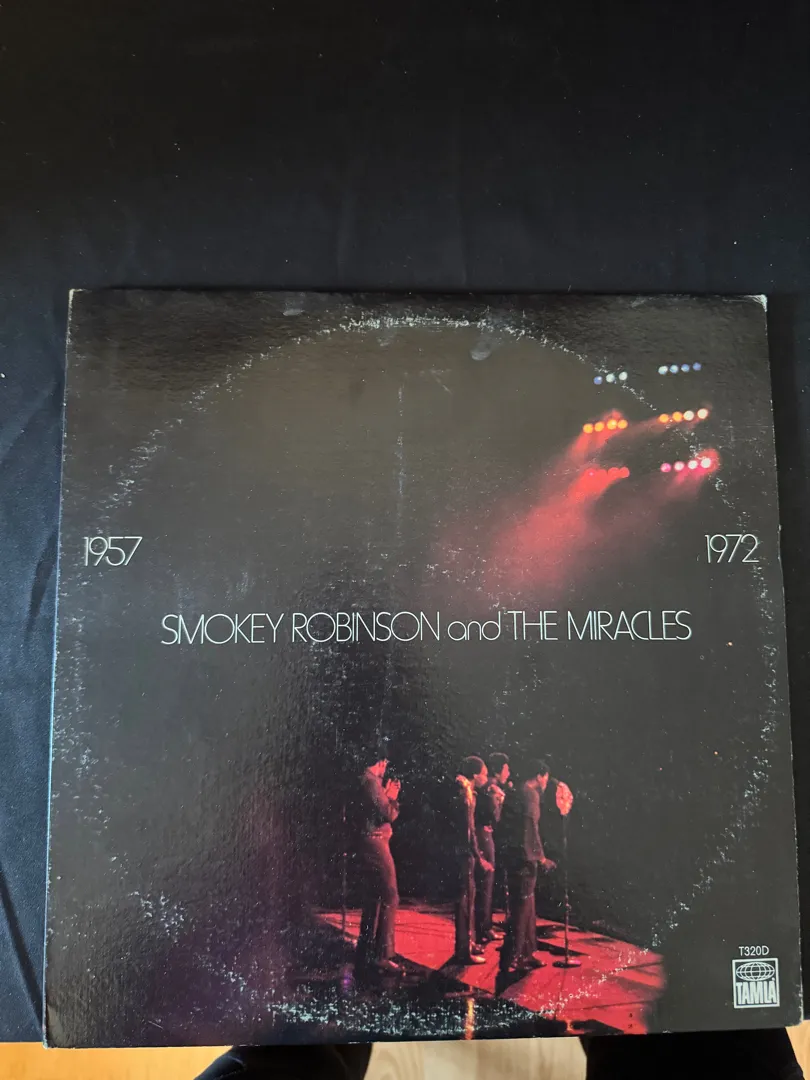 1957
1972
SMOKEY ROBINSON and THE MIRACLES
T320D
TAMLA